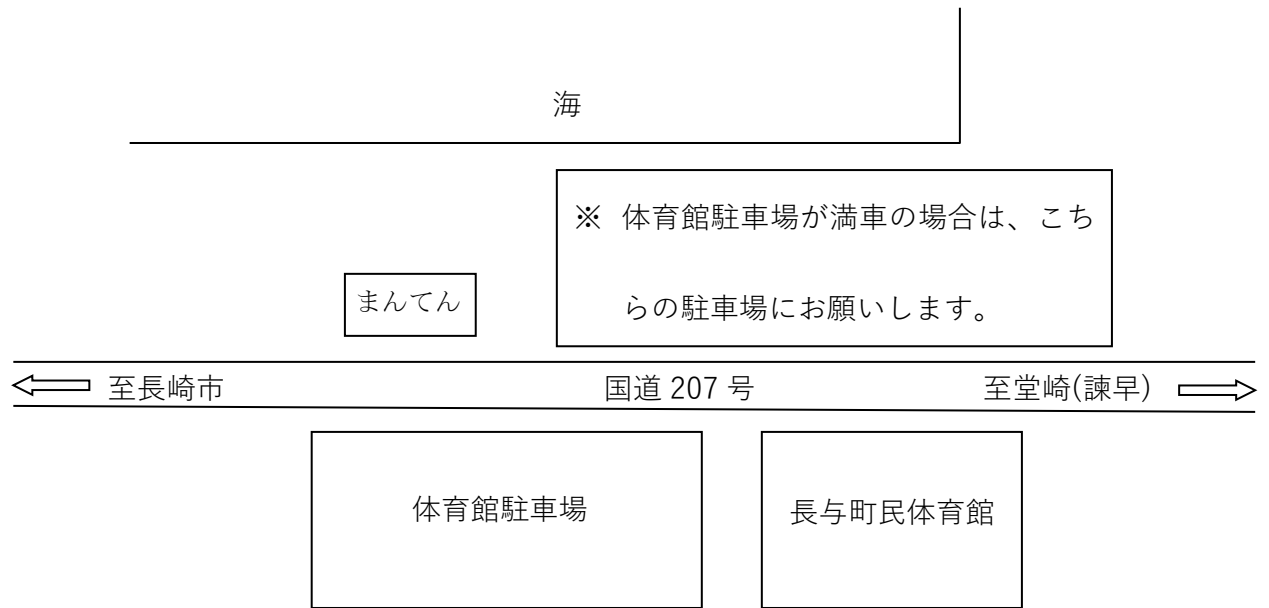 海
※ 体育館駐車場が満車の場合は、こち
らの駐車場にお願いします。
まんてん
至長崎市 国道 207 号 至堂崎(諫早)
体育館駐車場
長与町民体育館